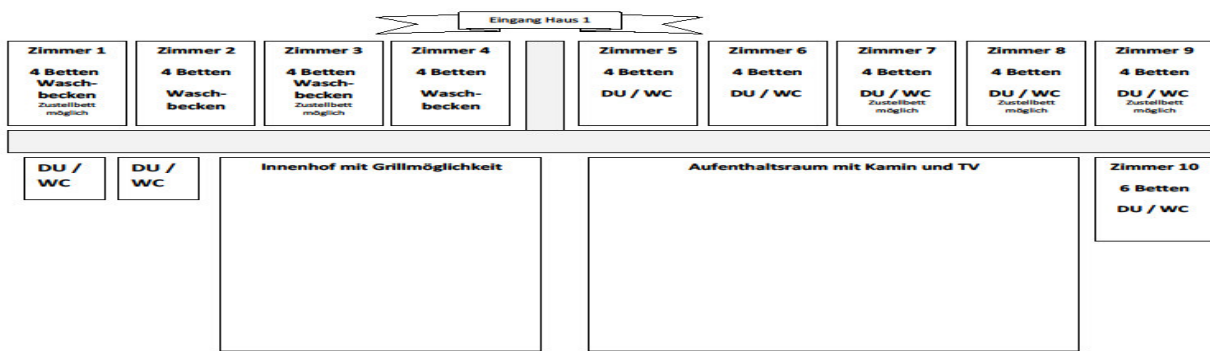 Eingang Haus 1
Zimmer 1
4 Betten
Wasch-
becken
Zustellbett
möglich
Zimmer 2
4 Betten
Wasch-
becken
Zimmer 3
4 Betten
Wasch-
becken
Zustellbett
möglich
Zimmer 4
4 Betten
Wasch-
becken
Zimmer 5
4 Betten
DU / WC
Zimmer 6
4 Betten
DU / WC
Zimmer 7
4 Betten
DU / WC
Zustellbett
möglich
Zimmer 8
4 Betten
DU / WC
Zustellbett
möglich
Zimmer 9
4 Betten
DU / WC
Zustellbett
möglich
DU /
WC
DU /
WC
Innenhof mit Grillmöglichkeit
Aufenthaltsraum mit Kamin und TV
Zimmer 10
6 Betten
DU / WC